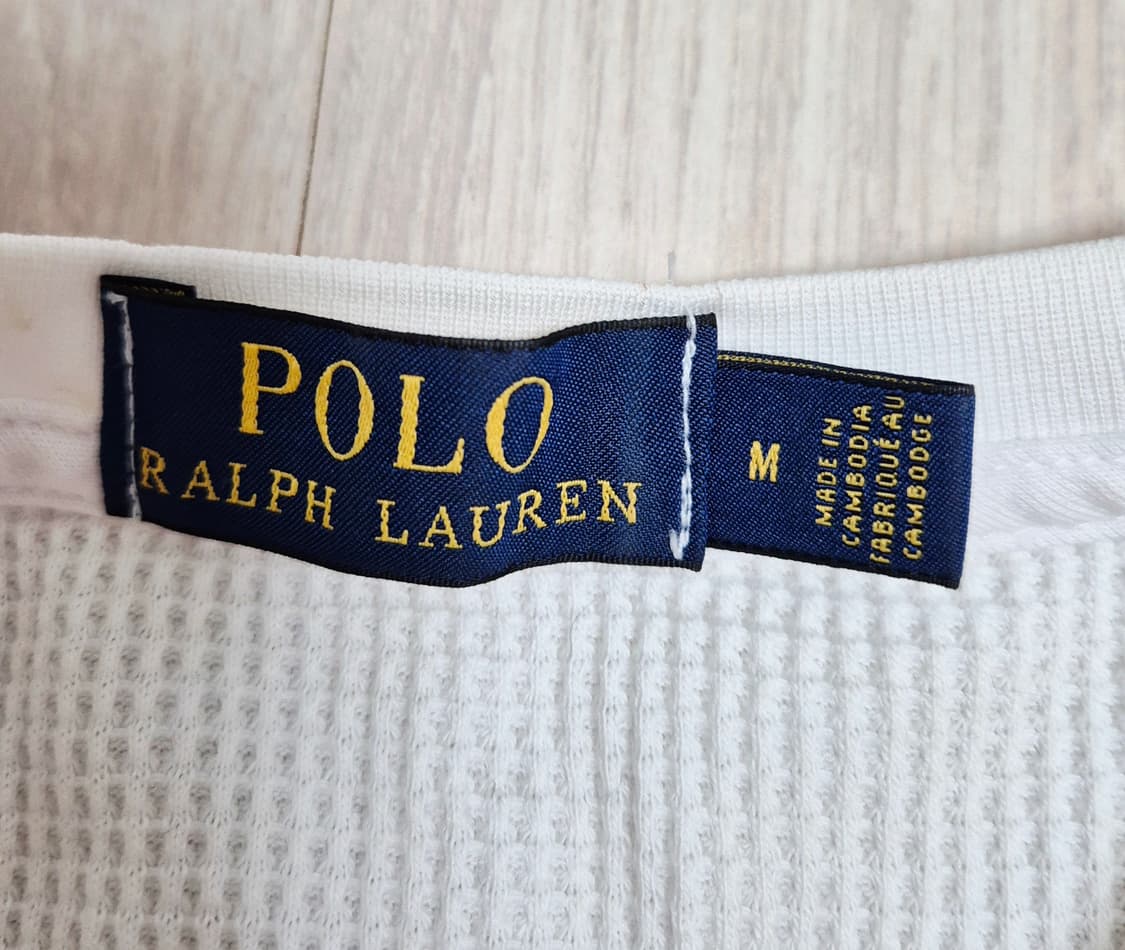 POLO
RALPH LAUREN
M
MADE IN
CAMBODIA
FABRIQUÉ AU
CAMBODGE